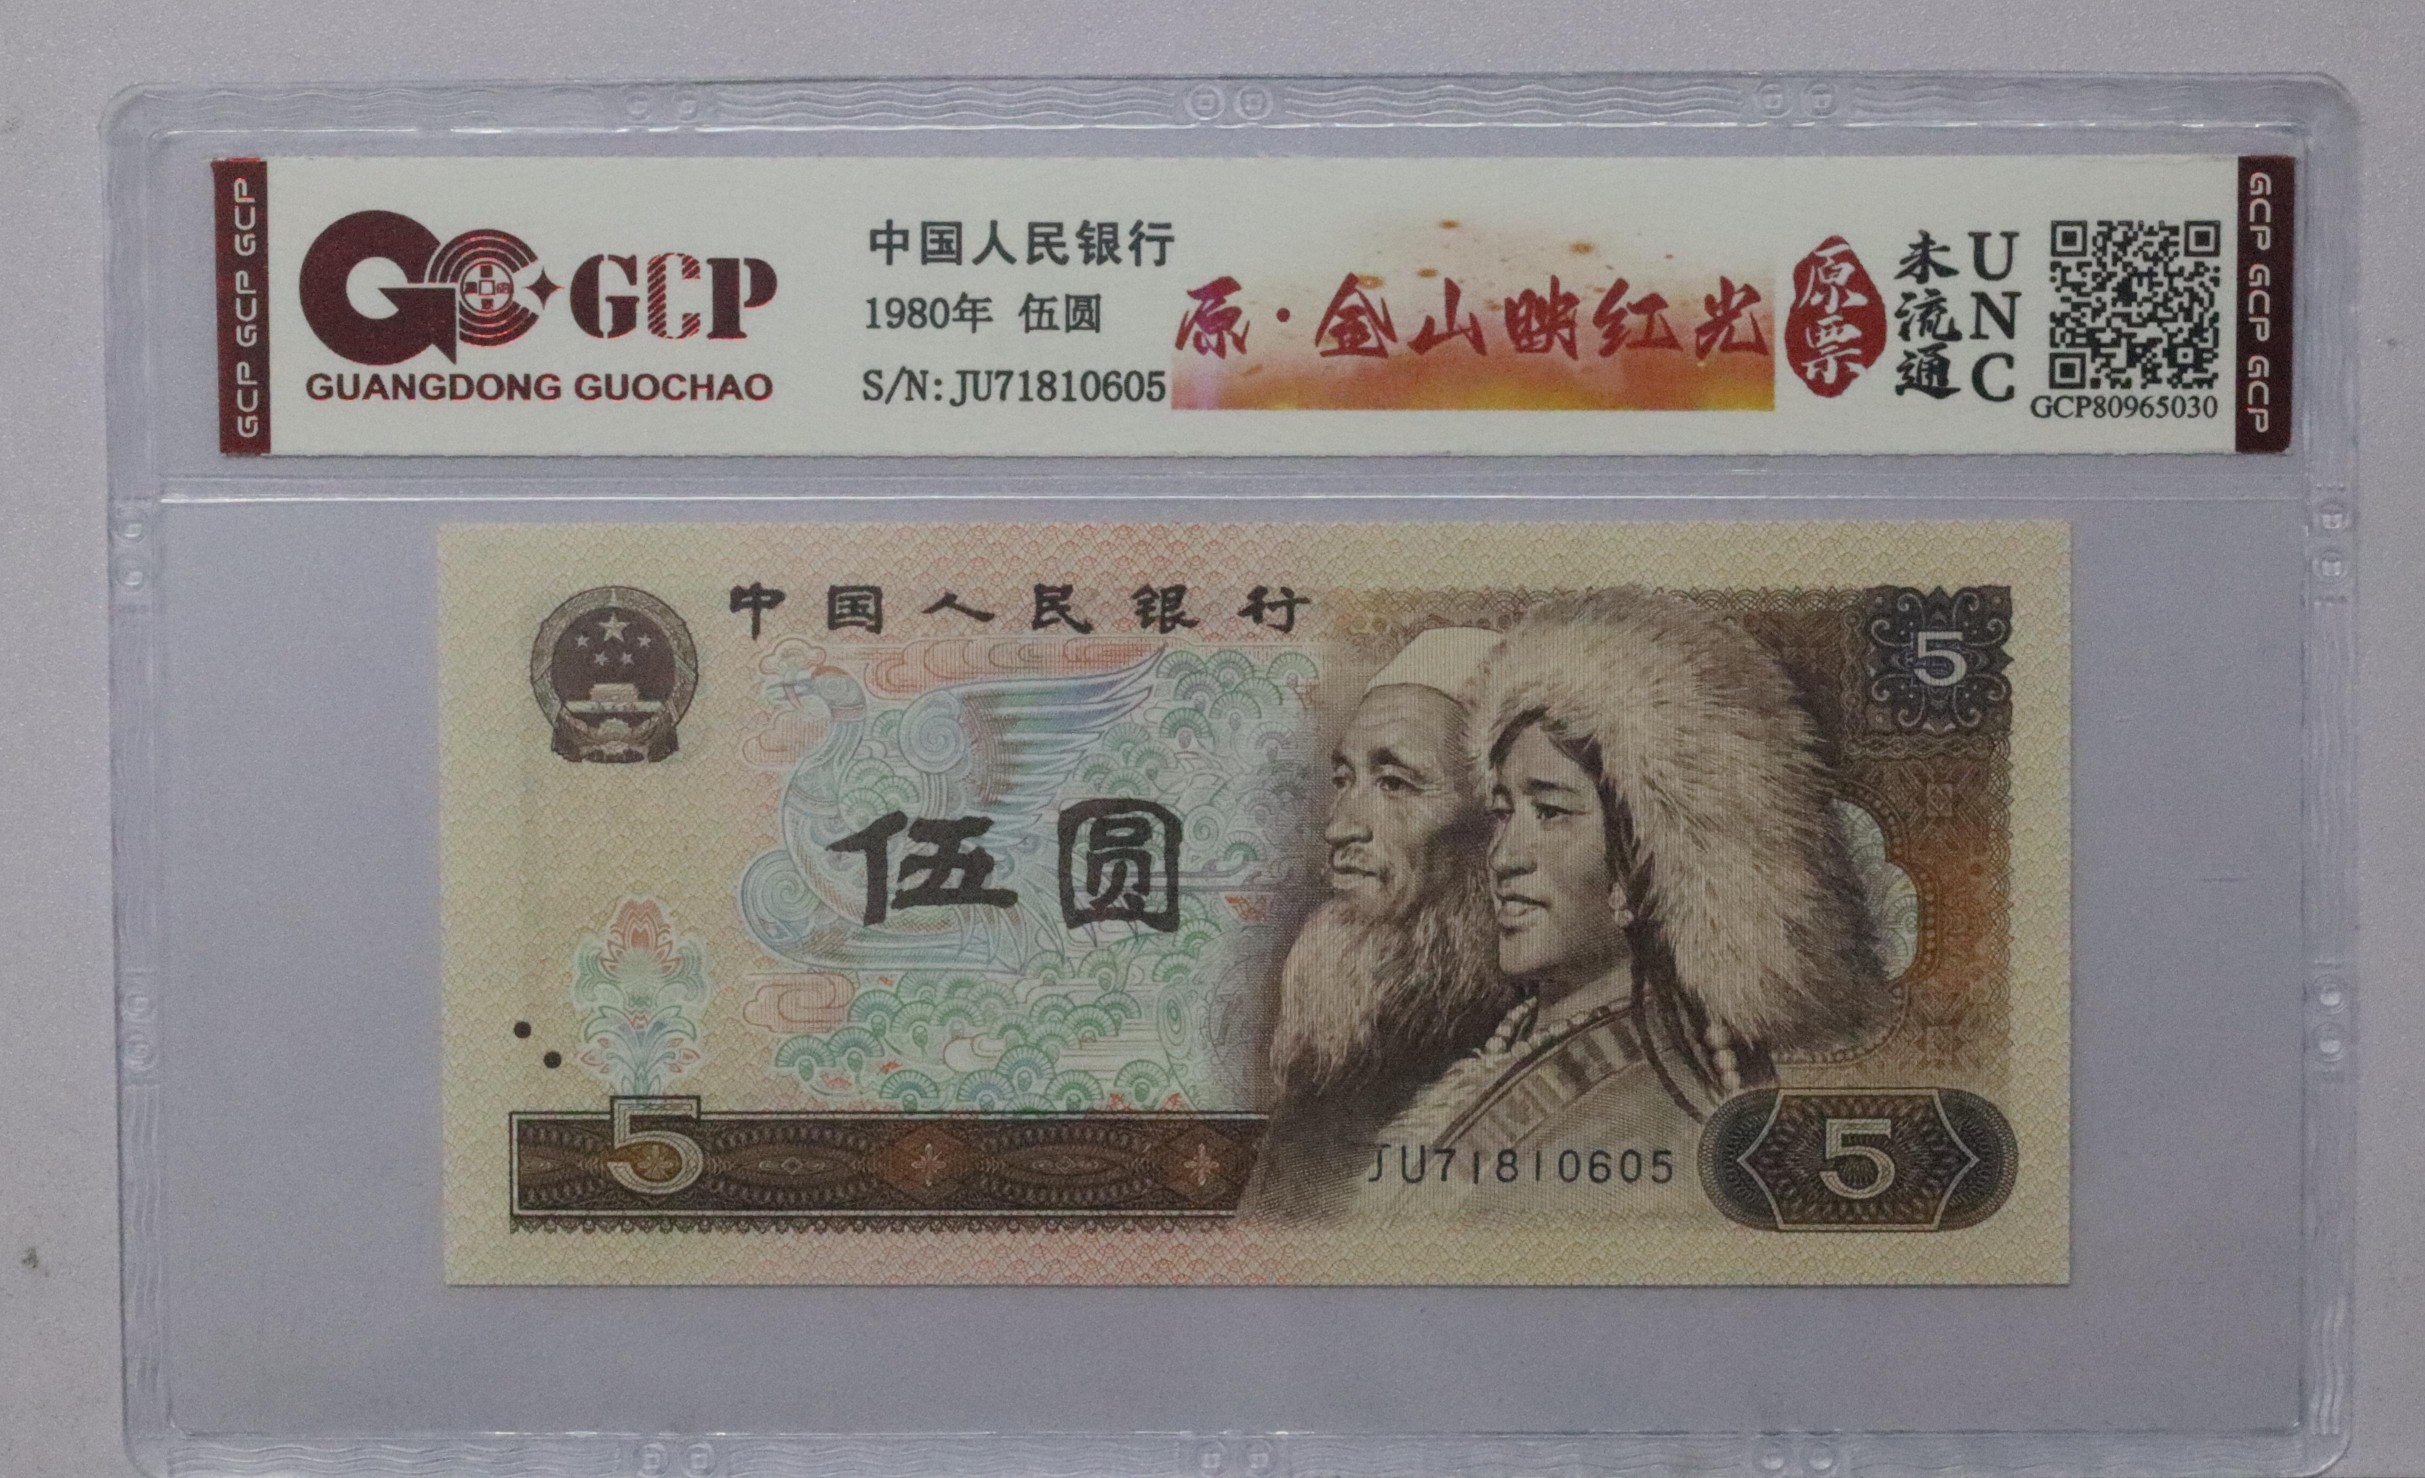 GCP GCP GCP
GCP
GUANGDONG GUOCHAO
中国人民银行
1980年 伍圆
S/N: JU71810605
原·金山映红光
原票
未流通
UNC
GCP80965030
GCP GCP GCP
中国人民银行
5
伍圆
5
JU71810605
5